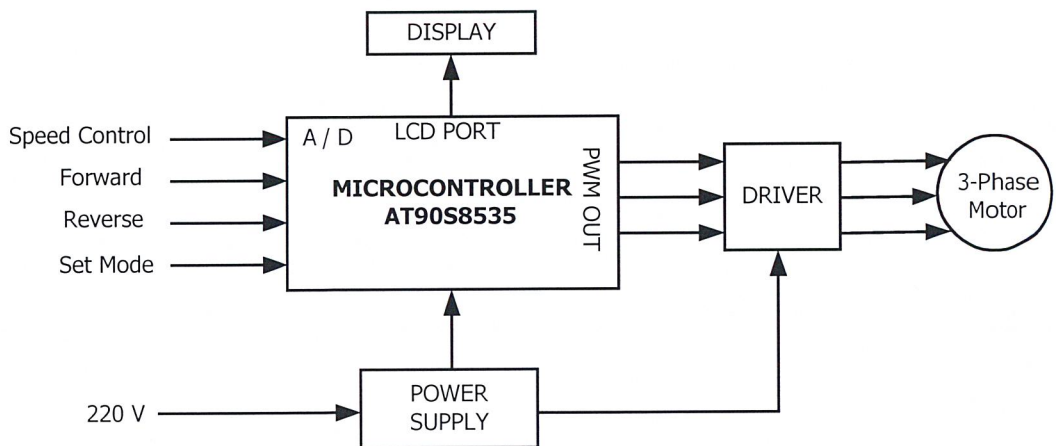 DISPLAY
Speed Control
Forward
Reverse
Set Mode
A / D
LCD PORT
MICROCONTROLLER
AT90S8535
PWM OUT
DRIVER
3-Phase
Motor
220 V
POWER
SUPPLY